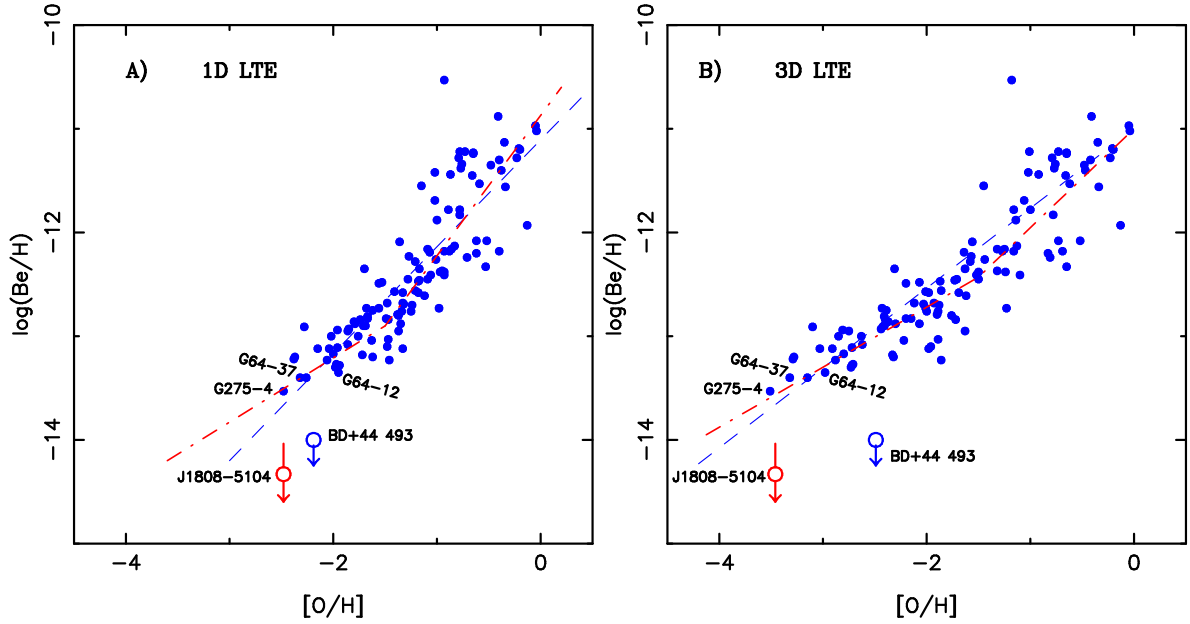 A) 1D LTE
−10
−12
−14
log(Be/H)
G64−37
G275−4
G64−12
BD+44 493
J1808−5104
−4 −2 0
[O/H]
B) 3D LTE
−10
−12
−14
log(Be/H)
G64−37
G275−4
G64−12
BD+44 493
J1808−5104
−4 −2 0
[O/H]